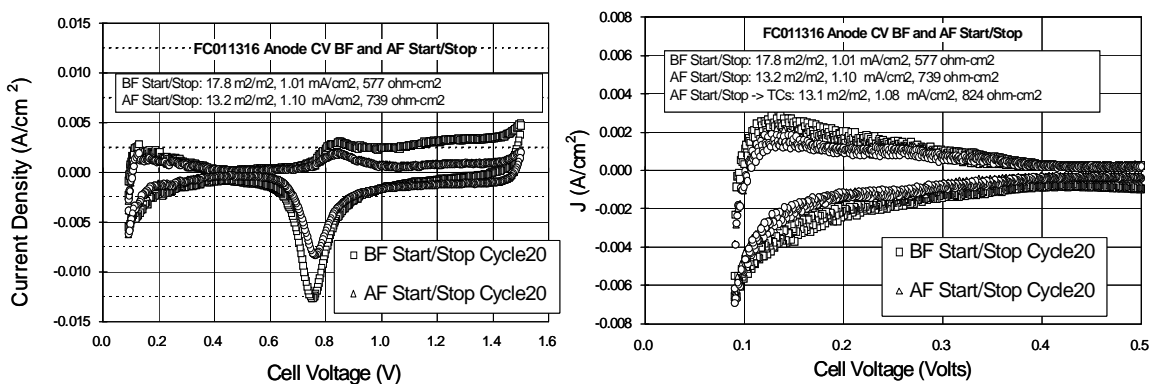 FC011316 Anode CV BF and AF Start/Stop
BF Start/Stop: 17.8 m2/m2, 1.01 mA/cm2, 577 ohm-cm2
AF Start/Stop: 13.2 m2/m2, 1.10 mA/cm2, 739 ohm-cm2
Current Density (A/cm²)
0.015
0.010
0.005
0.000
-0.005
-0.010
-0.015
BF Start/Stop Cycle20
AF Start/Stop Cycle20
0.0 0.2 0.4 0.6 0.8 1.0 1.2 1.4 1.6
Cell Voltage (V)
FC011316 Anode CV BF and AF Start/Stop
BF Start/Stop: 17.8 m2/m2, 1.01 mA/cm2, 577 ohm-cm2
AF Start/Stop: 13.2 m2/m2, 1.10 mA/cm2, 739 ohm-cm2
AF Start/Stop -> TCs: 13.1 m2/m2, 1.08 mA/cm2, 824 ohm-cm2
J (A/cm²)
0.008
0.006
0.004
0.002
0.000
-0.002
-0.004
-0.006
-0.008
BF Start/Stop Cycle20
AF Start/Stop Cycle20
0.0 0.1 0.2 0.3 0.4 0.5
Cell Voltage (Volts)